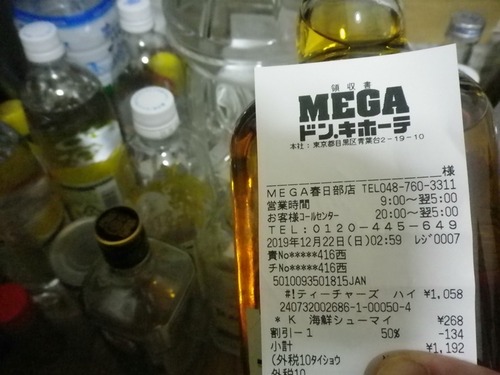 領収書
MEGA
ドン.キホーテ
本社：東京都目黒区青葉台2-19-10
様
MEGA春日部店 TEL048-760-3311
営業時間 9:00～翌5:00
お客様コールセンター 20:00～翌5:00
TEL:0120-445-649
2019年12月22日(日)02:59 レジ0007
責No*****416西
チNo*****416西
5010093501815JAN
#!ティーチャーズ ハイ ¥1,058
240732002686-1-00050-4
* K 海鮮シューマイ ¥268
割引-1 50% -134
小計 ¥1,192
(外税10タイショウ
外税10